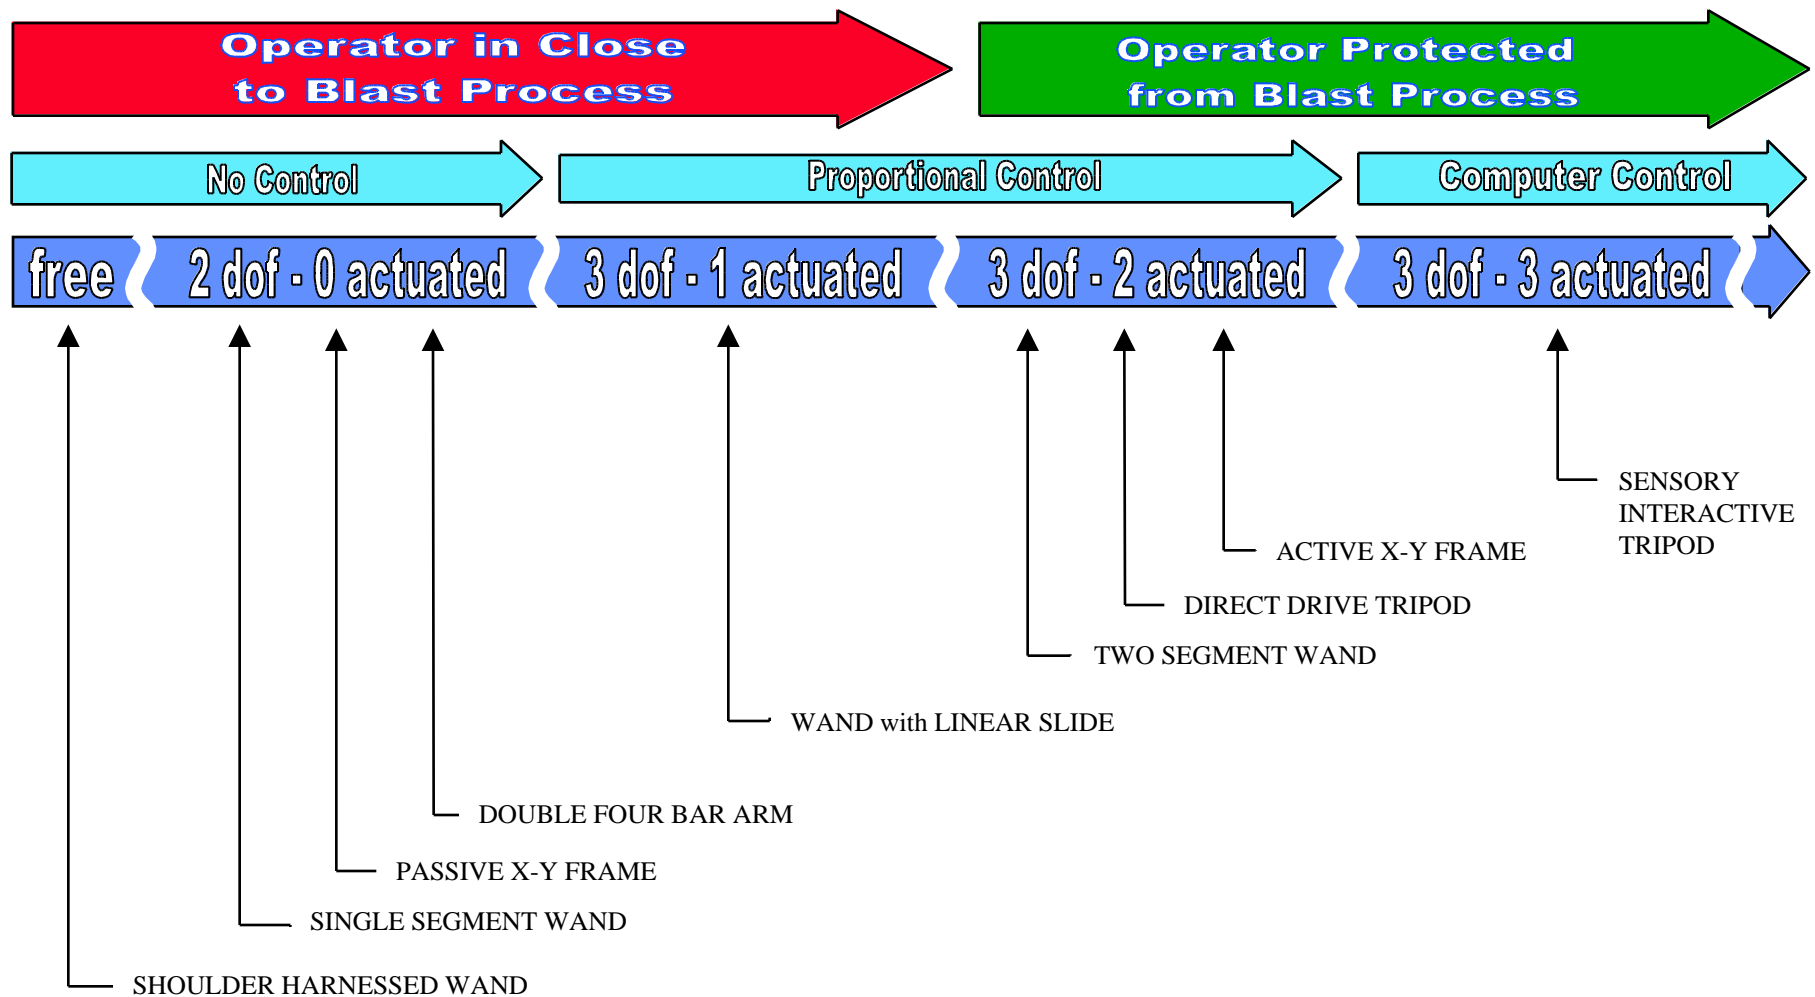 Operator in Close
to Blast Process
Operator Protected
from Blast Process
No Control
Proportional Control
Computer Control
free
2 dof - 0 actuated
3 dof - 1 actuated
3 dof - 2 actuated
3 dof - 3 actuated
SENSORY
INTERACTIVE
TRIPOD
ACTIVE X-Y FRAME
DIRECT DRIVE TRIPOD
TWO SEGMENT WAND
WAND with LINEAR SLIDE
DOUBLE FOUR BAR ARM
PASSIVE X-Y FRAME
SINGLE SEGMENT WAND
SHOULDER HARNESSED WAND